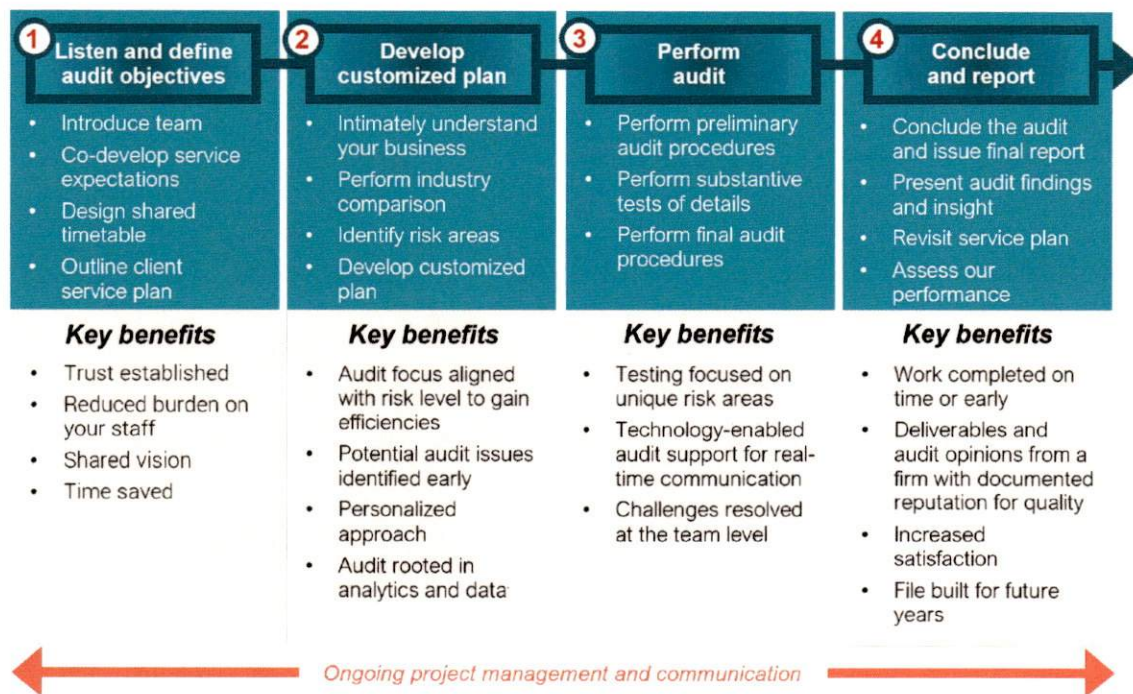 1
Listen and define
audit objectives
• Introduce team
• Co-develop service
expectations
• Design shared
timetable
• Outline client
service plan
Key benefits
• Trust established
• Reduced burden on
your staff
• Shared vision
• Time saved
2
Develop
customized plan
• Intimately understand
your business
• Perform industry
comparison
• Identify risk areas
• Develop customized
plan
Key benefits
• Audit focus aligned
with risk level to gain
efficiencies
• Potential audit issues
identified early
• Personalized
approach
• Audit rooted in
analytics and data
3
Perform
audit
• Perform preliminary
audit procedures
• Perform substantive
tests of details
• Perform final audit
procedures
Key benefits
• Testing focused on
unique risk areas
• Technology-enabled
audit support for real-
time communication
• Challenges resolved
at the team level
4
Conclude
and report
• Conclude the audit
and issue final report
• Present audit findings
and insight
• Revisit service plan
• Assess our
performance
Key benefits
• Work completed on
time or early
• Deliverables and
audit opinions from a
firm with documented
reputation for quality
• Increased
satisfaction
• File built for future
years
Ongoing project management and communication